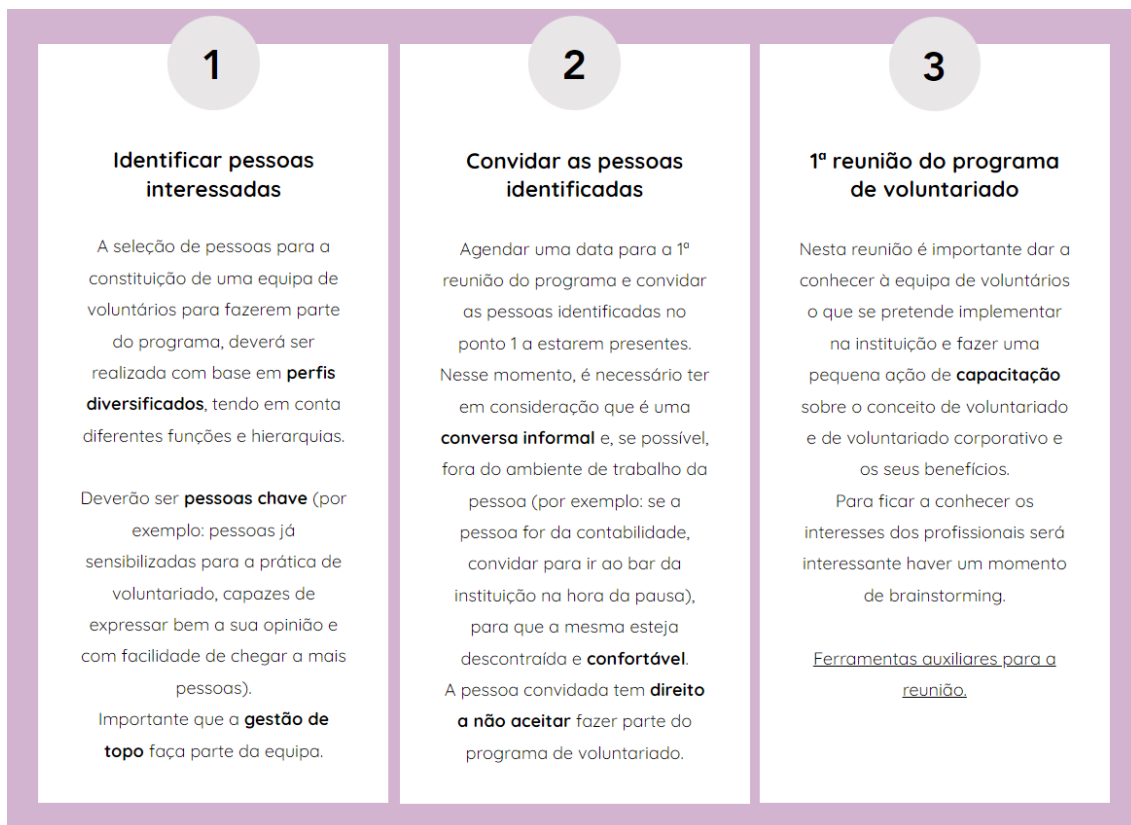 1
Identificar pessoas
interessadas
A seleção de pessoas para a
constituição de uma equipa de
voluntários para fazerem parte
do programa, deverá ser
realizada com base em perfis
diversificados, tendo em conta
diferentes funções e hierarquias.
Deverão ser pessoas chave (por
exemplo: pessoas já
sensibilizadas para a prática de
voluntariado, capazes de
expressar bem a sua opinião e
com facilidade de chegar a mais
pessoas).
Importante que a gestão de
topo faça parte da equipa.
2
Convidar as pessoas
identificadas
Agendar uma data para a 1ª
reunião do programa e convidar
as pessoas identificadas no
ponto 1 a estarem presentes.
Nesse momento, é necessário ter
em consideração que é uma
conversa informal e, se possível,
fora do ambiente de trabalho da
pessoa (por exemplo: se a
pessoa for da contabilidade,
convidar para ir ao bar da
instituição na hora da pausa),
para que a mesma esteja
descontraída e confortável.
A pessoa convidada tem direito
a não aceitar fazer parte do
programa de voluntariado.
3
1ª reunião do programa
de voluntariado
Nesta reunião é importante dar a
conhecer à equipa de voluntários
o que se pretende implementar
na instituição e fazer uma
pequena ação de capacitação
sobre o conceito de voluntariado
e de voluntariado corporativo e
os seus benefícios.
Para ficar a conhecer os
interesses dos profissionais será
interessante haver um momento
de brainstorming.
Ferramentas auxiliares para a
reunião.